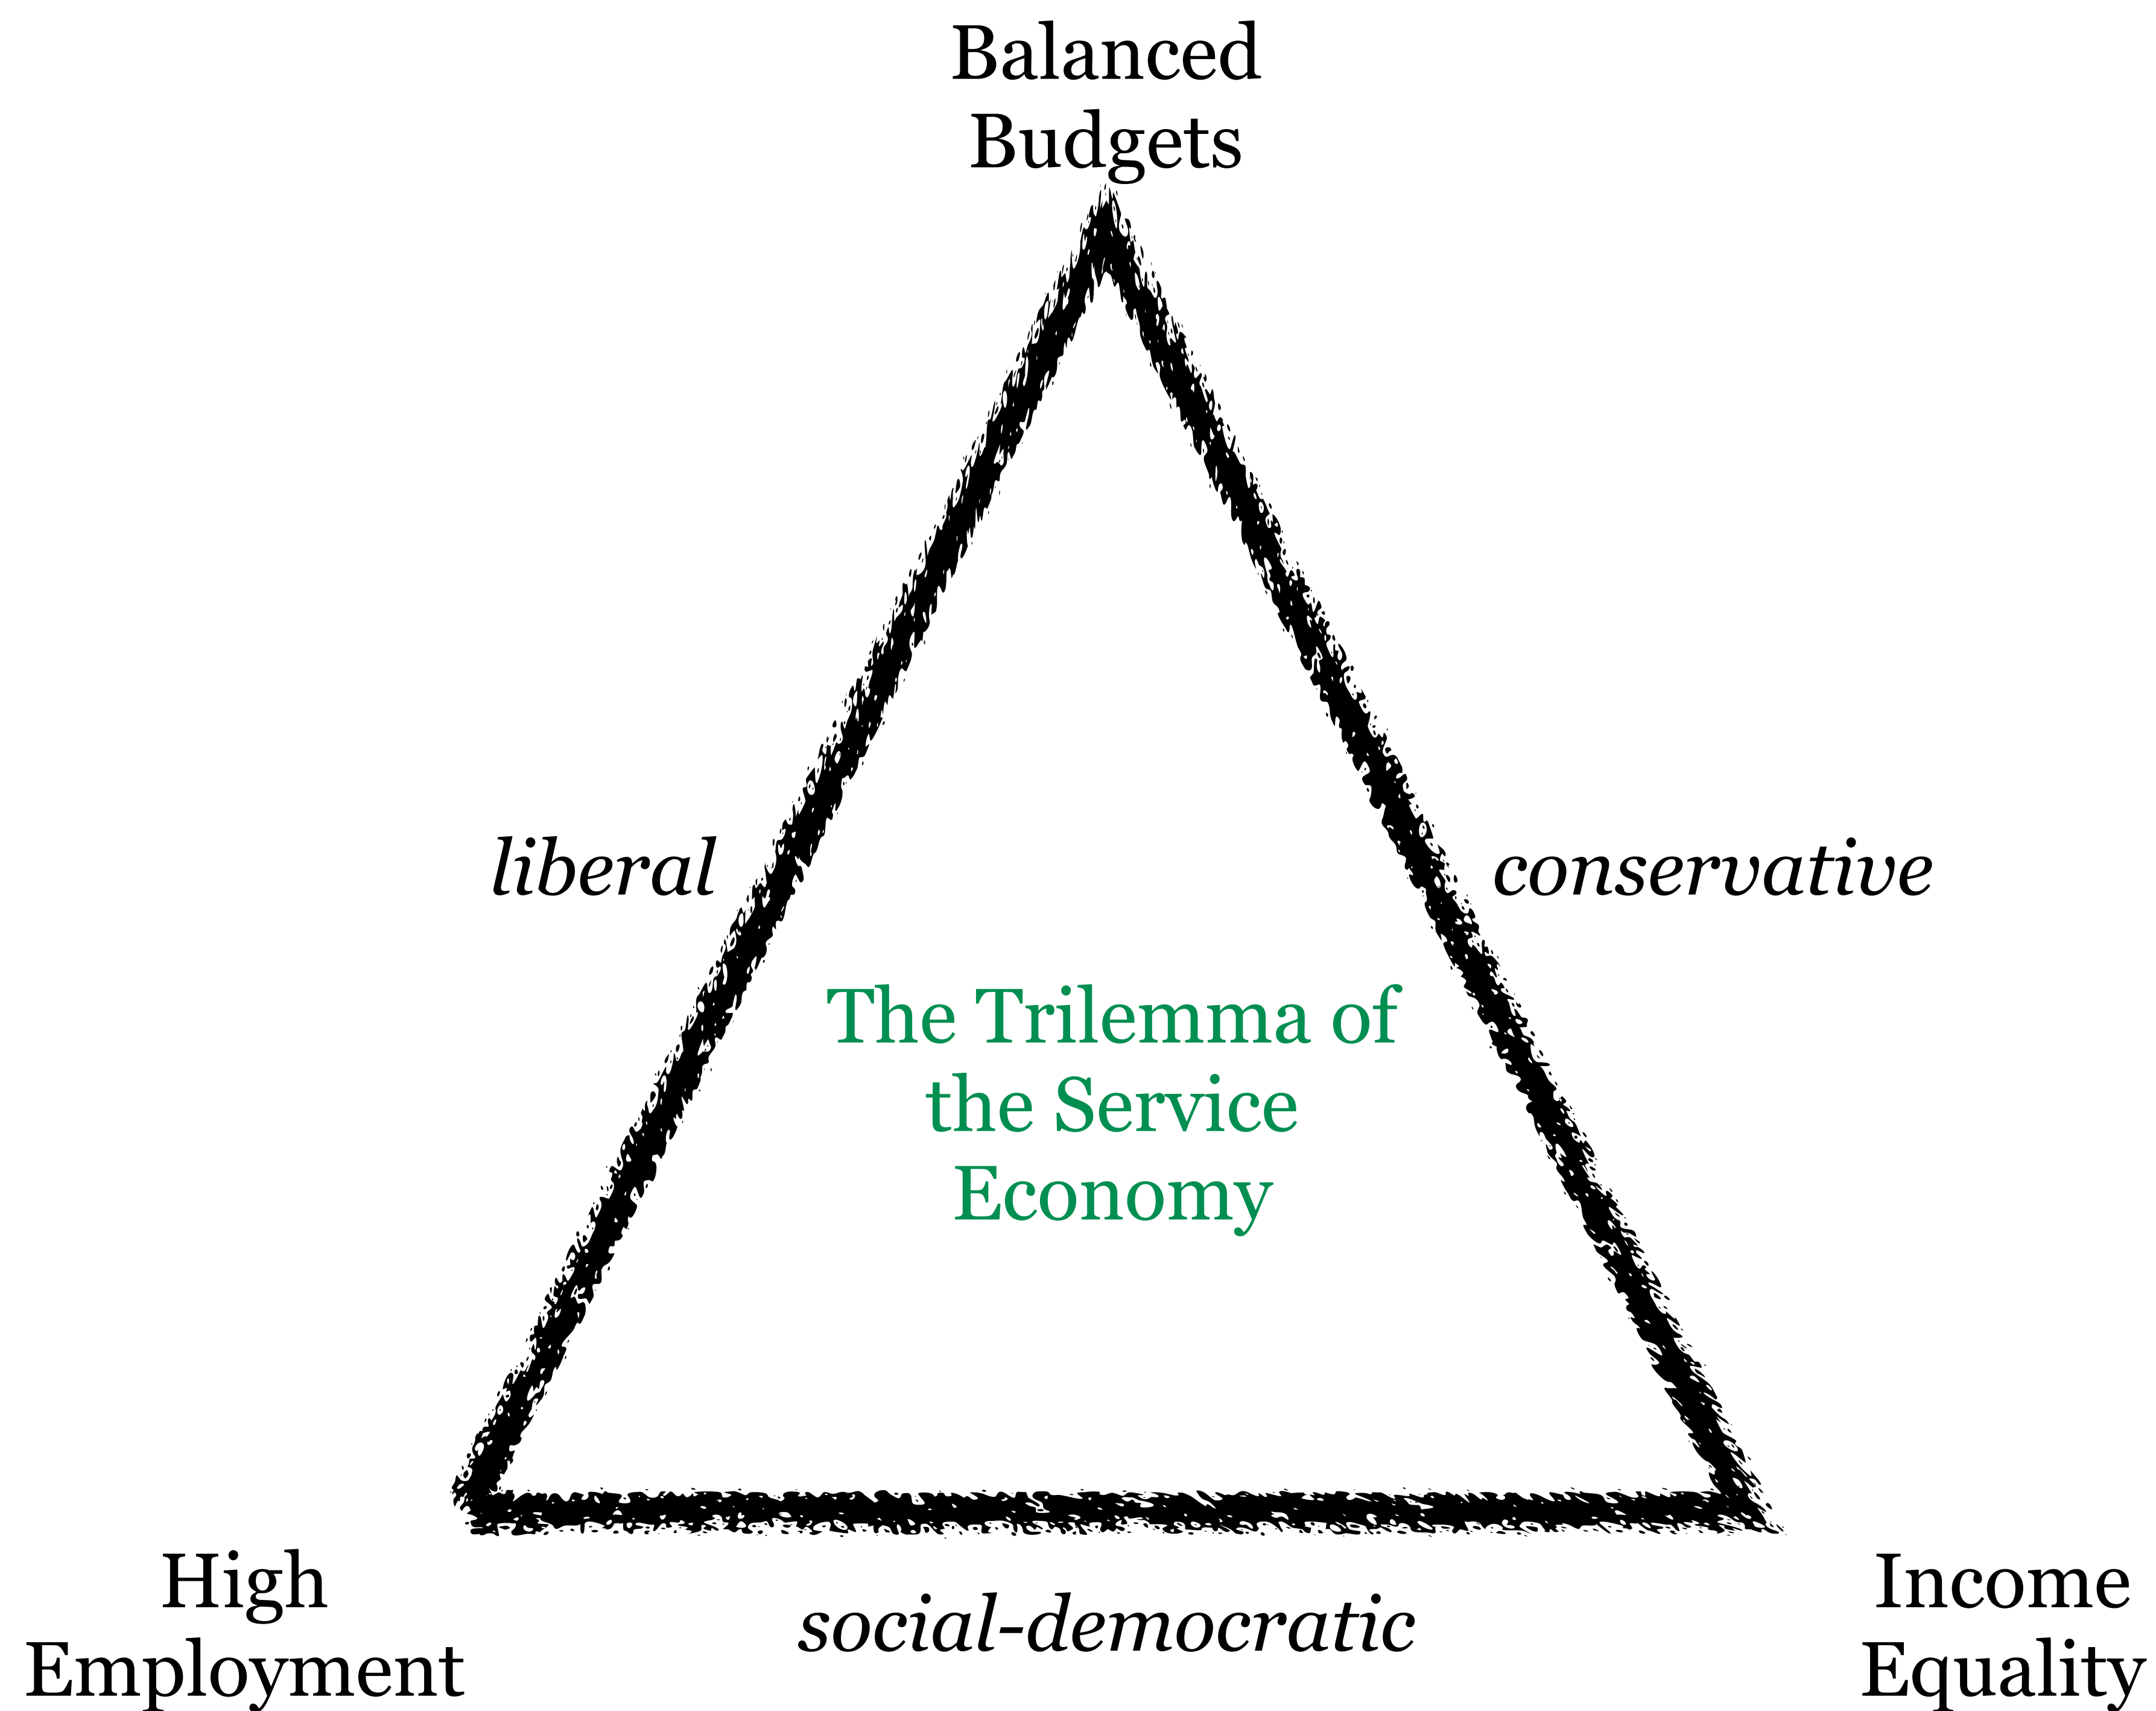 Balanced
Budgets
liberal
conservative
The Trilemma of
the Service
Economy
High
Employment
social-democratic
Income
Equality